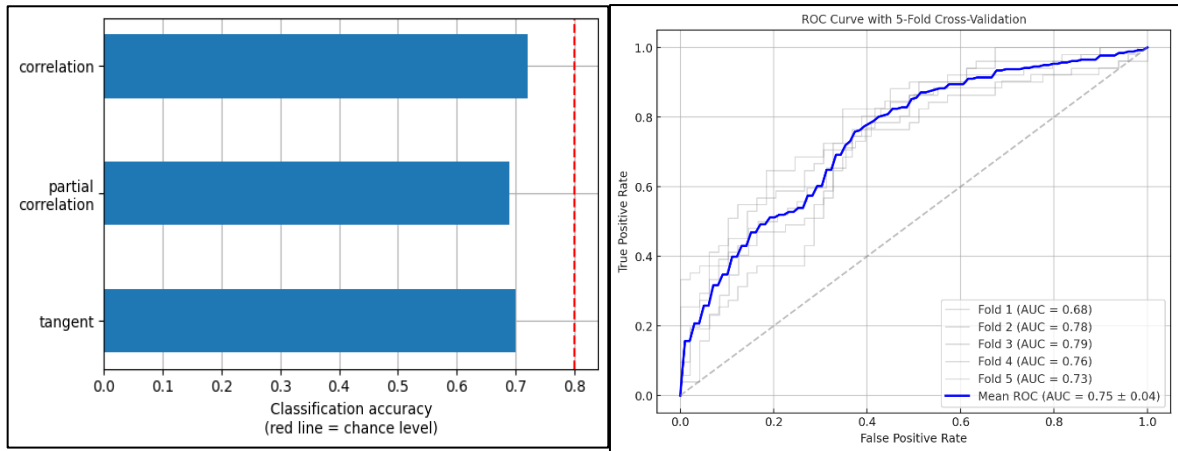 correlation
partial
correlation
tangent
0.0 0.1 0.2 0.3 0.4 0.5 0.6 0.7 0.8
Classification accuracy
(red line = chance level)
ROC Curve with 5-Fold Cross-Validation
True Positive Rate
1.0
0.8
0.6
0.4
0.2
0.0
Fold 1 (AUC = 0.68)
Fold 2 (AUC = 0.78)
Fold 3 (AUC = 0.79)
Fold 4 (AUC = 0.76)
Fold 5 (AUC = 0.73)
Mean ROC (AUC = 0.75 ± 0.04)
0.0 0.2 0.4 0.6 0.8 1.0
False Positive Rate